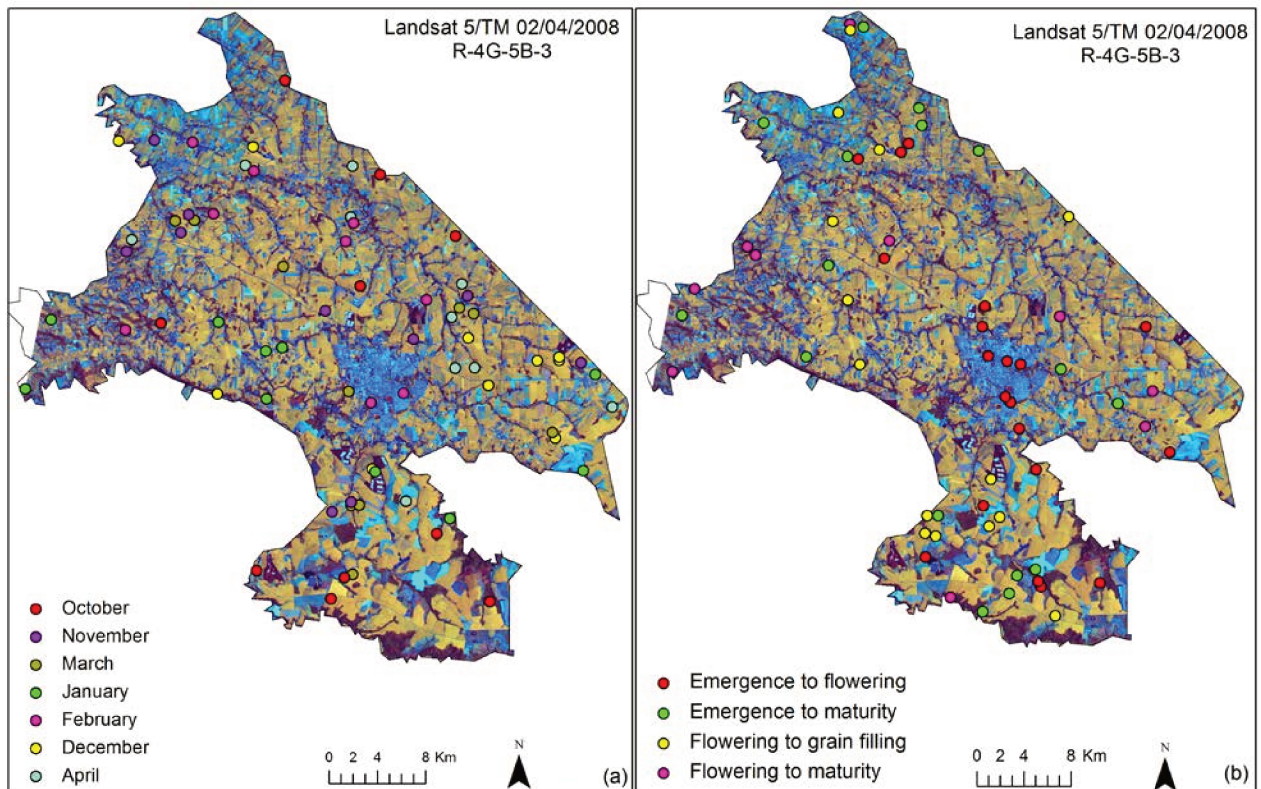 Landsat 5/TM 02/04/2008
R-4G-5B-3
October
November
March
January
February
December
April
0 2 4 8 Km
N
(a)
Landsat 5/TM 02/04/2008
R-4G-5B-3
Emergence to flowering
Emergence to maturity
Flowering to grain filling
Flowering to maturity
0 2 4 8 Km
N
(b)